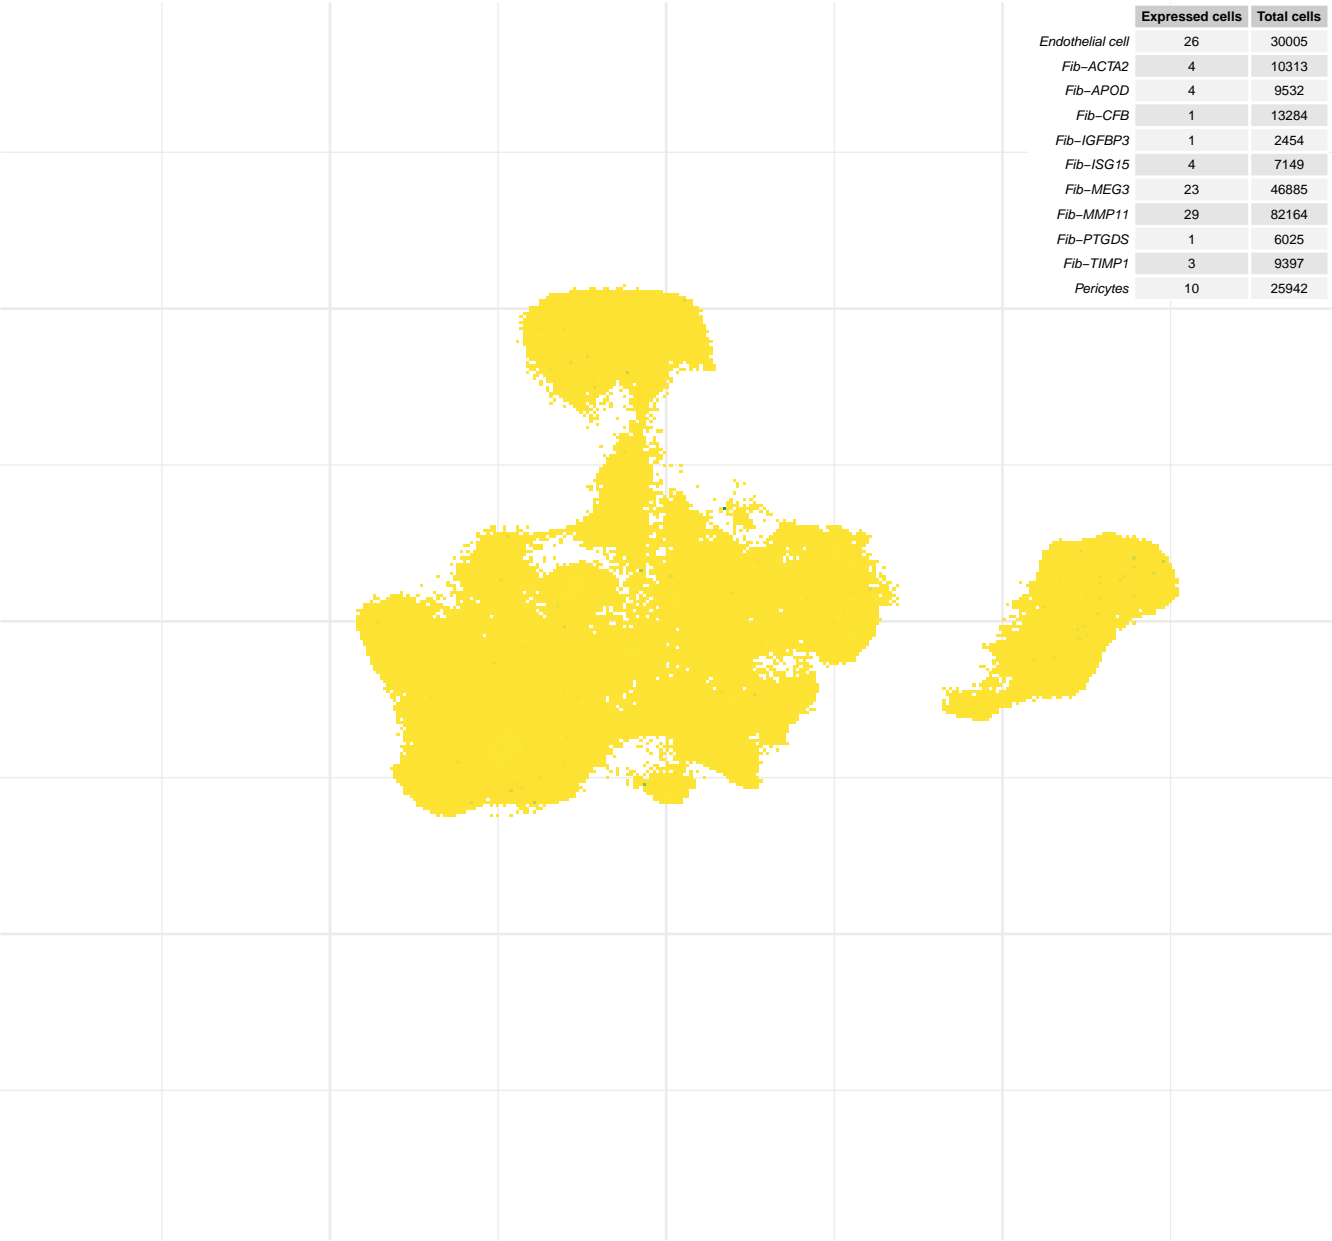 Expressed cells Total cells
Endothelial cell 26 30005
Fib−ACTA2 4 10313
Fib−APOD 4 9532
Fib−CFB 1 13284
Fib−IGFBP3 1 2454
Fib−ISG15 4 7149
Fib−MEG3 23 46885
Fib−MMP11 29 82164
Fib−PTGDS 1 6025
Fib−TIMP1 3 9397
Pericytes 10 25942